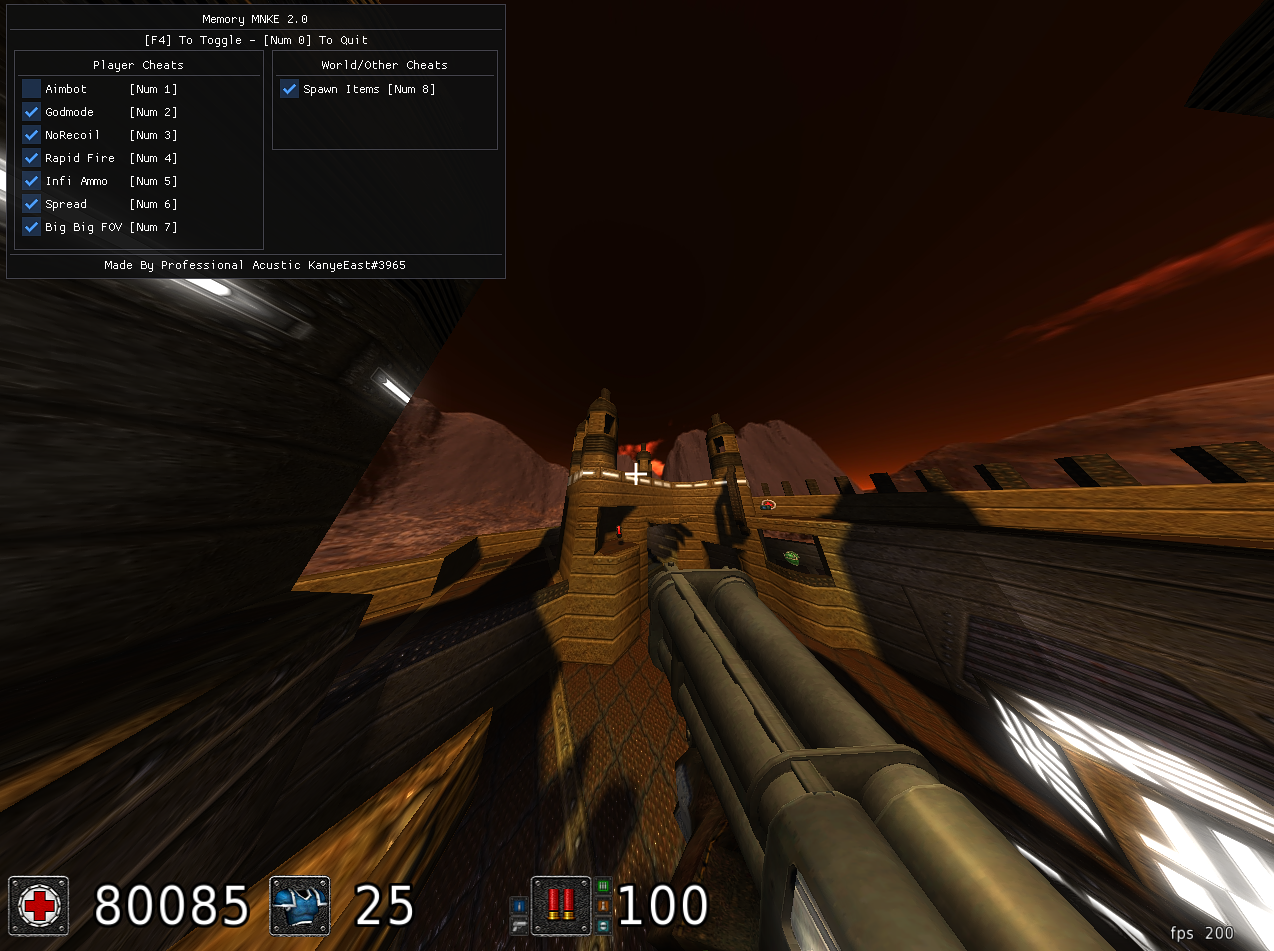 Memory MNKE 2.0
[F4] To Toggle - [Num 0] To Quit
Player Cheats
Aimbot [Num 1]
Godmode [Num 2]
NoRecoil [Num 3]
Rapid Fire [Num 4]
Infi Ammo [Num 5]
Spread [Num 6]
Big Big FOV [Num 7]
World/Other Cheats
Spawn Items [Num 8]
Made By Professional Acustic KanyeEast#3965
80085 25 100
fps 200